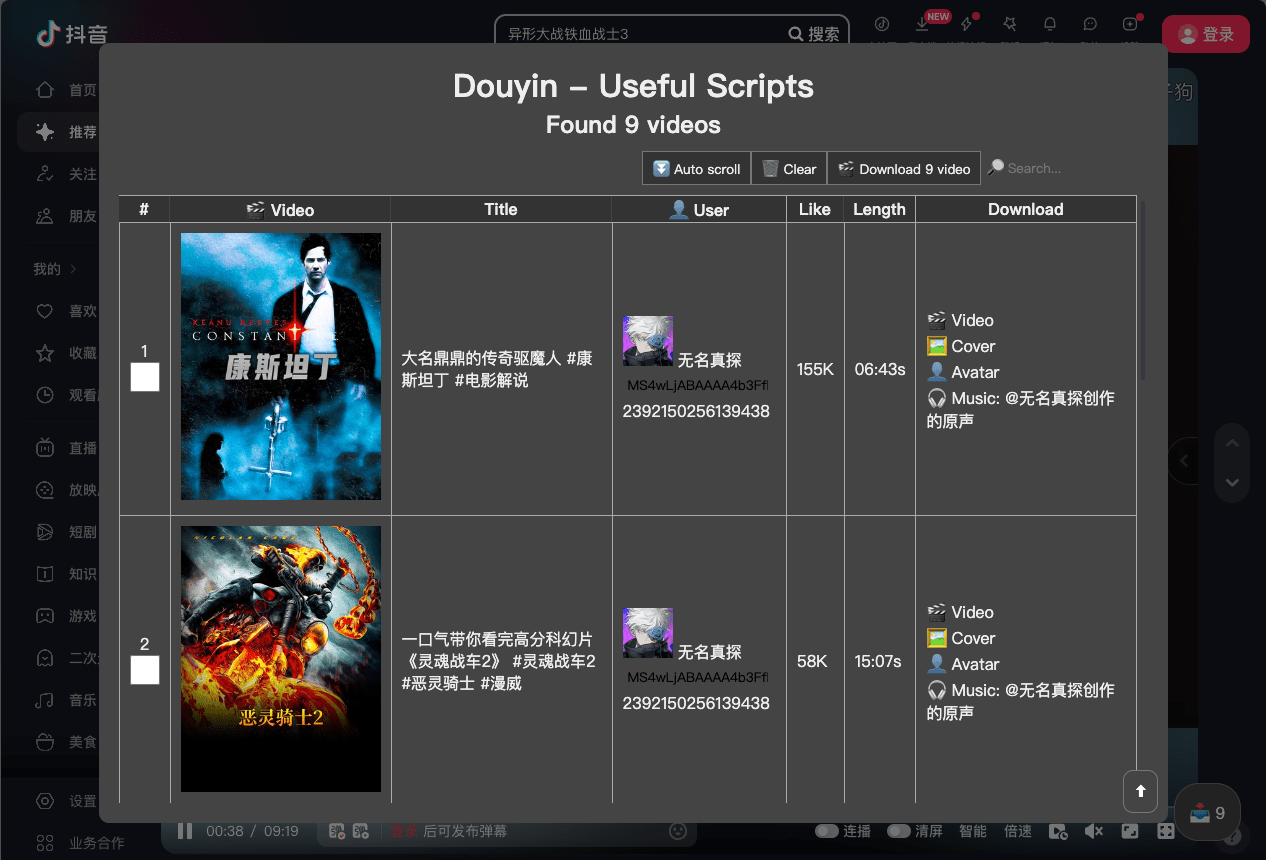 抖音
异形大战铁血战士3
搜索
NEW
登录
Douyin – Useful Scripts
Found 9 videos
Auto scroll
Clear
Download 9 video
Search...
# Video Title User Like Length Download
首页
推荐
关注
朋友
我的
喜欢
收藏
观看
直播
放映
短剧
知识
游戏
二次
音乐
美食
设置
业务合作
1
KEANU REEVES
CONSTANTINE
康斯坦丁
大名鼎鼎的传奇驱魔人 #康
斯坦丁 #电影解说
无名真探
MS4wLjABAAAA4b3Ff
2392150256139438
155K
06:43s
Video
Cover
Avatar
Music: @无名真探创作
的原声
2
NICOLAS CAGE
恶灵骑士2
一口气带你看完高分科幻片
《灵魂战车2》 #灵魂战车2
#恶灵骑士 #漫威
无名真探
MS4wLjABAAAA4b3Ff
2392150256139438
58K
15:07s
Video
Cover
Avatar
Music: @无名真探创作
的原声
狗
00:38 / 09:19
登录 后可发布弹幕
连播
清屏
智能
倍速
9